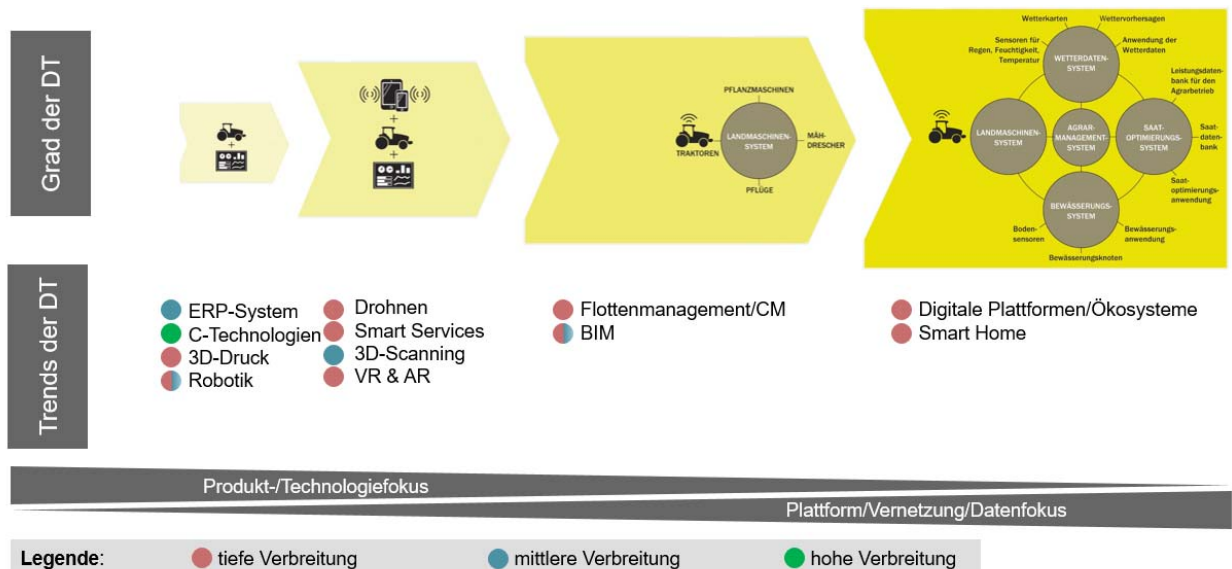 Grad der DT
+
+
+
TRAKTOREN
PFLANZMASCHINEN
LANDMASCHINEN-
SYSTEM
MÄH-
DRESCHER
PFLÜGE
Wetterkarten
Wettervorhersagen
Sensoren für
Regen, Feuchtigkeit,
Temperatur
Anwendung der
Wetterdaten
WETTERDATEN-
SYSTEM
Leistungsdaten-
bank für den
Agrarbetrieb
LANDMASCHINEN-
SYSTEM
AGRAR-
MANAGEMENT-
SYSTEM
SAAT-
OPTIMIERUNGS-
SYSTEM
Saat-
daten-
bank
Saat-
optimierungs-
anwendung
BEWÄSSERUNGS-
SYSTEM
Boden-
sensoren
Bewässerungs-
anwendung
Bewässerungsknoten
Trends der DT
ERP-System
C-Technologien
3D-Druck
Robotik
Drohnen
Smart Services
3D-Scanning
VR & AR
Flottenmanagement/CM
BIM
Digitale Plattformen/Ökosysteme
Smart Home
Produkt-/Technologiefokus
Plattform/Vernetzung/Datenfokus
Legende: tiefe Verbreitung mittlere Verbreitung hohe Verbreitung